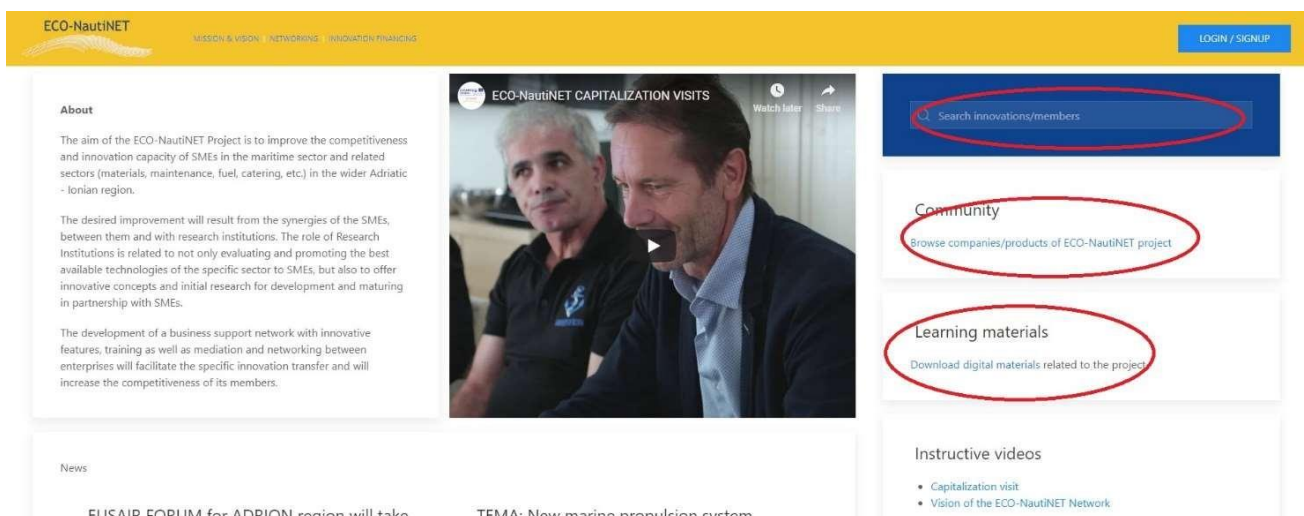 ECO-NautiNET
MISSION & VISION | NETWORKING | INNOVATION FINANCING
LOGIN / SIGNUP
About
The aim of the ECO-NautiNET Project is to improve the competitiveness
and innovation capacity of SMEs in the maritime sector and related
sectors (materials, maintenance, fuel, catering, etc.) in the wider Adriatic
- Ionian region.
The desired improvement will result from the synergies of the SMEs,
between them and with research institutions. The role of Research
Institutions is related to not only evaluating and promoting the best
available technologies of the specific sector to SMEs, but also to offer
innovative concepts and initial research for development and maturing
in partnership with SMEs.
The development of a business support network with innovative
features, training as well as mediation and networking between
enterprises will facilitate the specific innovation transfer and will
increase the competitiveness of its members.
ECO-NautiNET CAPITALIZATION VISITS
Watch later
Share
Search innovations/members
Community
Browse companies/products of ECO-NautiNET project
Learning materials
Download digital materials related to the project
Instructive videos
• Capitalization visit
• Vision of the ECO-NautiNET Network
News
EUSAIR FORUM for ADRION region will take
TEMA: New marine propulsion system